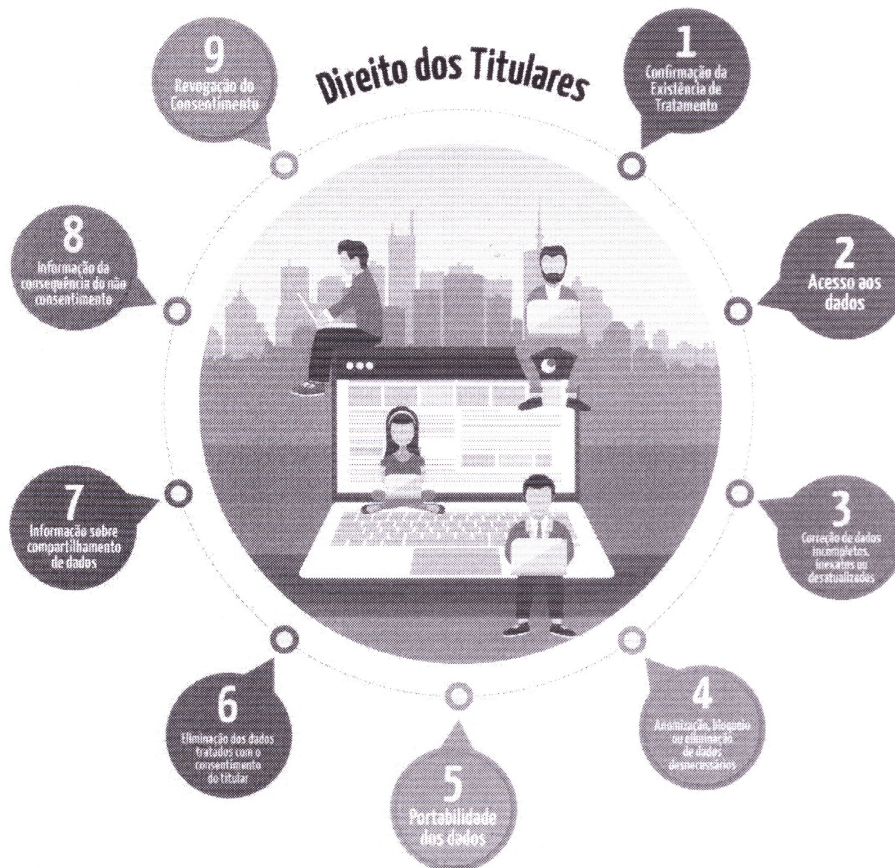 Direito dos Titulares
1
Confirmação da
Existência de
Tratamento
2
Acesso aos
dados
3
Correção de dados
incompletos,
inexatos ou
desatualizados
4
Anomização, bloqueio
ou eliminação
de dados
desnecessários
5
Portabilidade
dos dados
6
Eliminação dos dados
tratados com o
consentimento
do titular
7
Informação sobre
compartilhamento
de dados
8
Informação da
consequência do não
consentimento
9
Revogação do
Consentimento